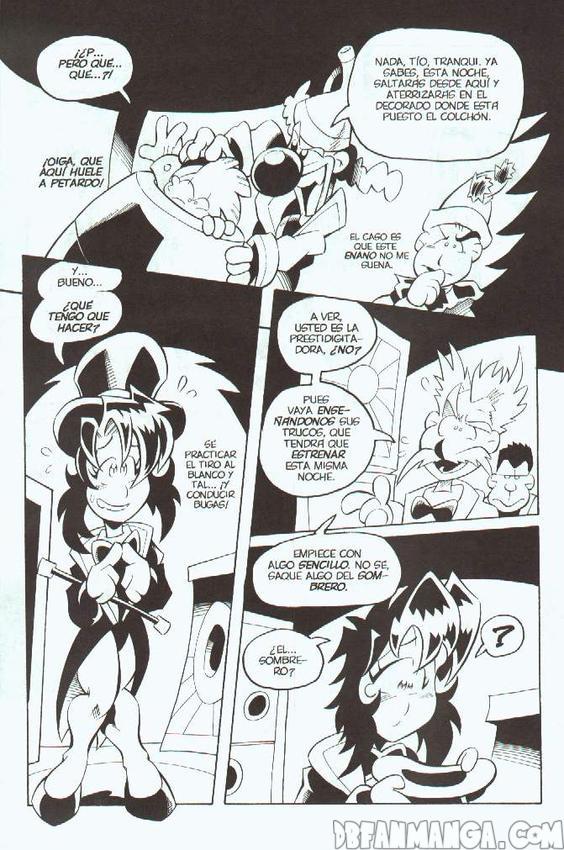 ¡¿P...
PERO QUÉ...
QUÉ...?!
NADA, TÍO, TRANQUI. YA
SABES, ESTA NOCHE,
SALTARÁS DESDE AQUÍ Y
ATERRIZARÁS EN EL
DECORADO DONDE ESTÁ
PUESTO EL COLCHÓN.
¡OIGA, QUE
AQUÍ HUELE
A PETARDO!
EL CASO ES
QUE ESTE
ENANO NO ME
SUENA.
Y...
BUENO...
¿QUÉ
TENGO QUE
HACER?
SÉ
PRACTICAR
EL TIRO AL
BLANCO Y
TAL... ¡Y
CONDUCIR
BUGAS!
A VER,
USTED ES LA
PRESTIDIGITA-
DORA, ¿NO?
PUES
VAYA ENSE-
ÑÁNDONOS SUS
TRUCOS, QUE
TENDRÁ QUE
ESTRENAR
ESTA MISMA
NOCHE.
EMPIECE CON
ALGO SENCILLO. NO SÉ,
SAQUE ALGO DEL SOM-
BRERO.
¿EL...
SOMBRE-
RO?
?
DBFANMANGA.COM